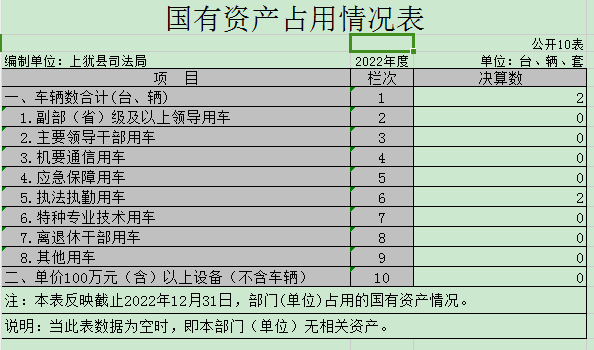 国有资产占用情况表
公开10表
编制单位：上犹县司法局 2022年度 单位：台、辆、套
项 目 栏次 决算数
一、车辆数合计(台、辆) 1 2
1.副部（省）级及以上领导用车 2 0
2.主要领导干部用车 3 0
3.机要通信用车 4 0
4.应急保障用车 5 0
5.执法执勤用车 6 2
6.特种专业技术用车 7 0
7.离退休干部用车 8 0
8.其他用车 9 0
二、单价100万元（含）以上设备（不含车辆） 10 0
注：本表反映截止2022年12月31日，部门(单位)占用的国有资产情况。
说明：当此表数据为空时，即本部门（单位）无相关资产。